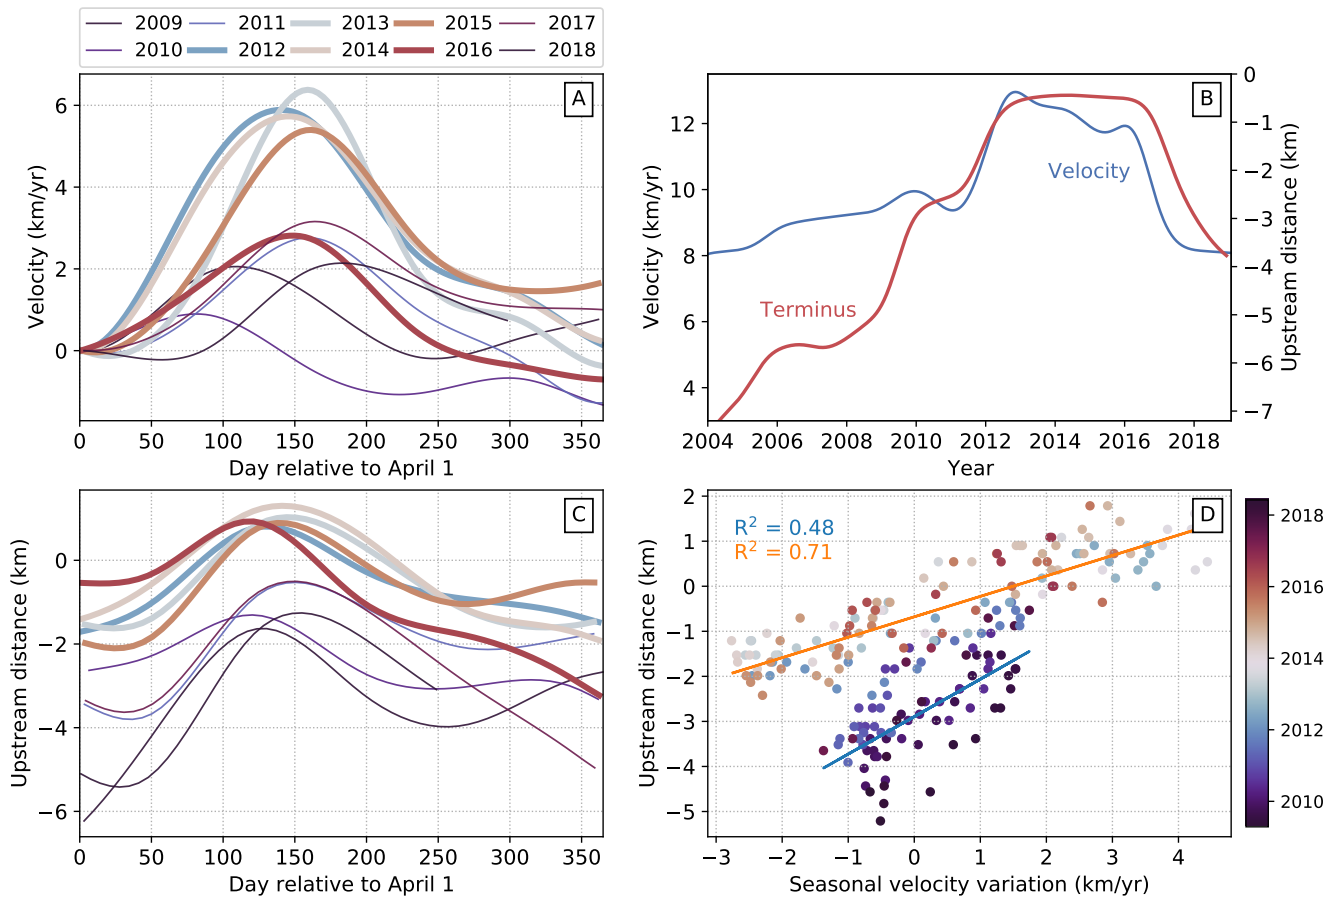 2009 2011 2013 2015 2017
2010 2012 2014 2016 2018
A
6
4
2
0
Velocity (km/yr)
0 50 100 150 200 250 300 350
Day relative to April 1
B
12
10
8
6
4
Velocity (km/yr)
Velocity
Terminus
0
−1
−2
−3
−4
−5
−6
−7
Upstream distance (km)
2004 2006 2008 2010 2012 2014 2016 2018
Year
C
0
−2
−4
−6
Upstream distance (km)
0 50 100 150 200 250 300 350
Day relative to April 1
D
R² = 0.48
R² = 0.71
2
1
0
−1
−2
−3
−4
−5
Upstream distance (km)
−3 −2 −1 0 1 2 3 4
Seasonal velocity variation (km/yr)
2018
2016
2014
2012
2010